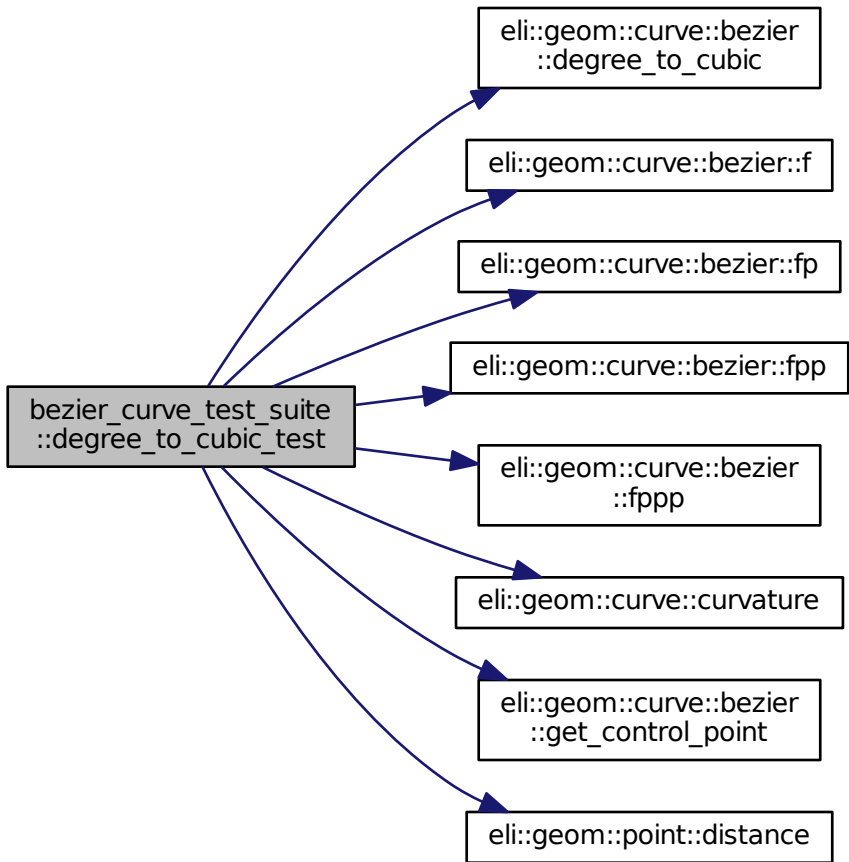 eli::geom::curve::bezier
::degree_to_cubic
eli::geom::curve::bezier::f
eli::geom::curve::bezier::fp
eli::geom::curve::bezier::fpp
bezier_curve_test_suite
::degree_to_cubic_test
eli::geom::curve::bezier
::fppp
eli::geom::curve::curvature
eli::geom::curve::bezier
::get_control_point
eli::geom::point::distance